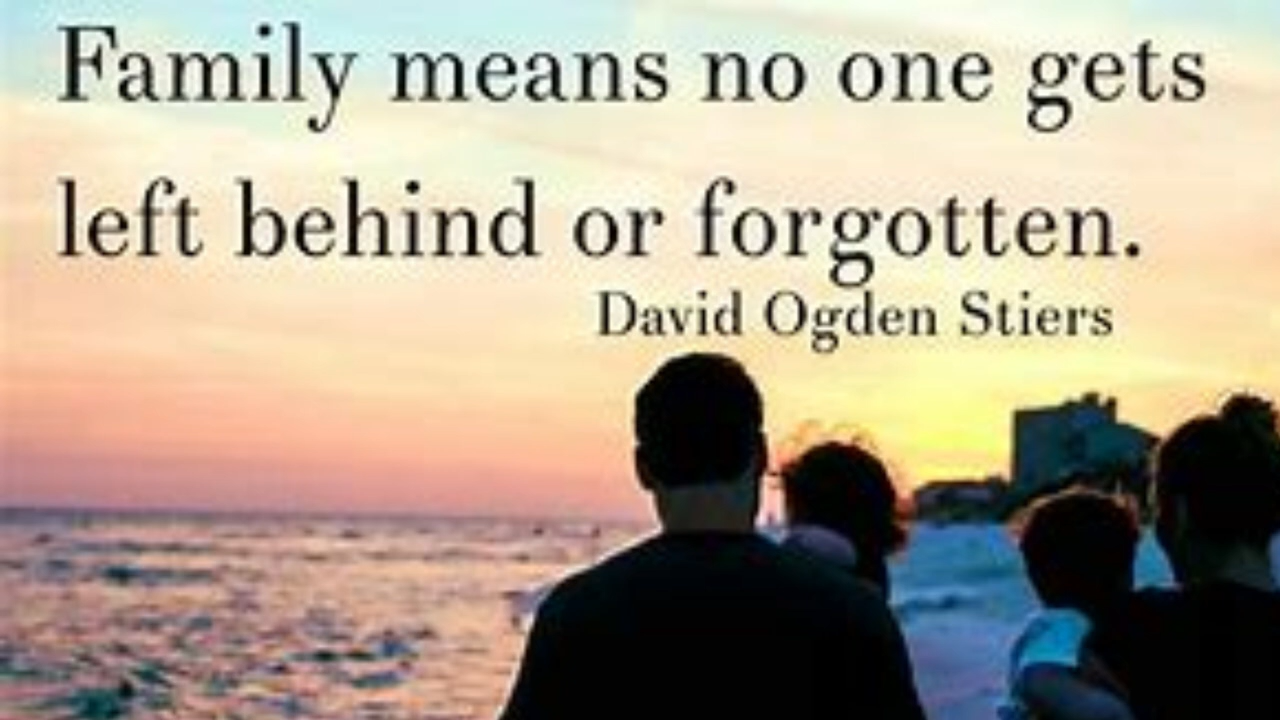 Family means no one gets
left behind or forgotten.
David Ogden Stiers